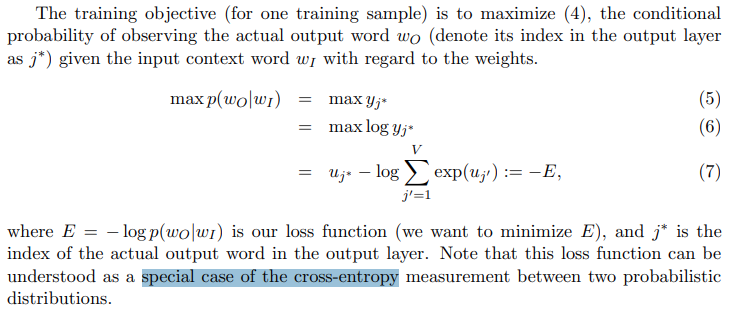 The training objective (for one training sample) is to maximize (4), the conditional
probability of observing the actual output word w_O (denote its index in the output layer
as j*) given the input context word w_I with regard to the weights.
max p(w_O|w_I) = max y_{j*} (5)
= max log y_{j*} (6)
= u_{j*} − log ∑_{j′=1}^{V} exp(u_{j′}) := −E, (7)
where E = − log p(w_O|w_I) is our loss function (we want to minimize E), and j* is the
index of the actual output word in the output layer. Note that this loss function can be
understood as a special case of the cross-entropy measurement between two probabilistic
distributions.